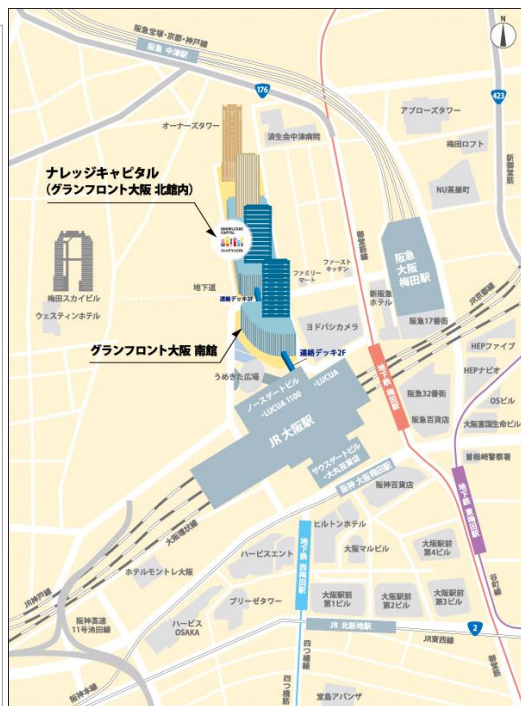 N
阪急宝塚・京都・神戸線
阪急 中津駅
176
423
オーナーズタワー
済生会中津病院
アプローズタワー
梅田ロフト
新御堂筋
NU茶屋町
ナレッジキャピタル
(グランフロント大阪 北館内)
KNOWLEDGE
CAPITAL
ナレッジキャピタル
御堂筋線
阪急
大阪
梅田駅
ファースト
キッチン
ファミリー
マート
地下道
連絡デッキ2F
新阪急
ホテル
JR京都線
梅田スカイビル
ウェスティンホテル
ヨドバシカメラ
阪急17番街
グランフロント大阪 南館
連絡デッキ2F
うめきた広場
HEPファイブ
HEPナビオ
ノースゲートビル
・LUCUA 1100
・LUCUA
地下鉄 梅田駅
阪急32番街
OSビル
JR 大阪駅
阪急百貨店
大阪富国生命ビル
曽根崎警察署
サウスゲートビル
・大丸百貨店
阪神 大阪梅田駅
阪神百貨店
地下鉄 東梅田駅
大阪環状線
ヒルトンホテル
地下鉄 西梅田駅
ハービスエント
大阪マルビル
大阪駅前
第4ビル
ホテルモントレ大阪
谷町線
JR神戸線
ブリーゼタワー
大阪駅前
第1ビル
大阪駅前
第2ビル
大阪駅前
第3ビル
阪神高速
11号池田線
ハービス
OSAKA
JR 北新地駅
2
JR東西線
四つ橋線
阪神本線
四つ橋筋
堂島アバンザ
御堂筋